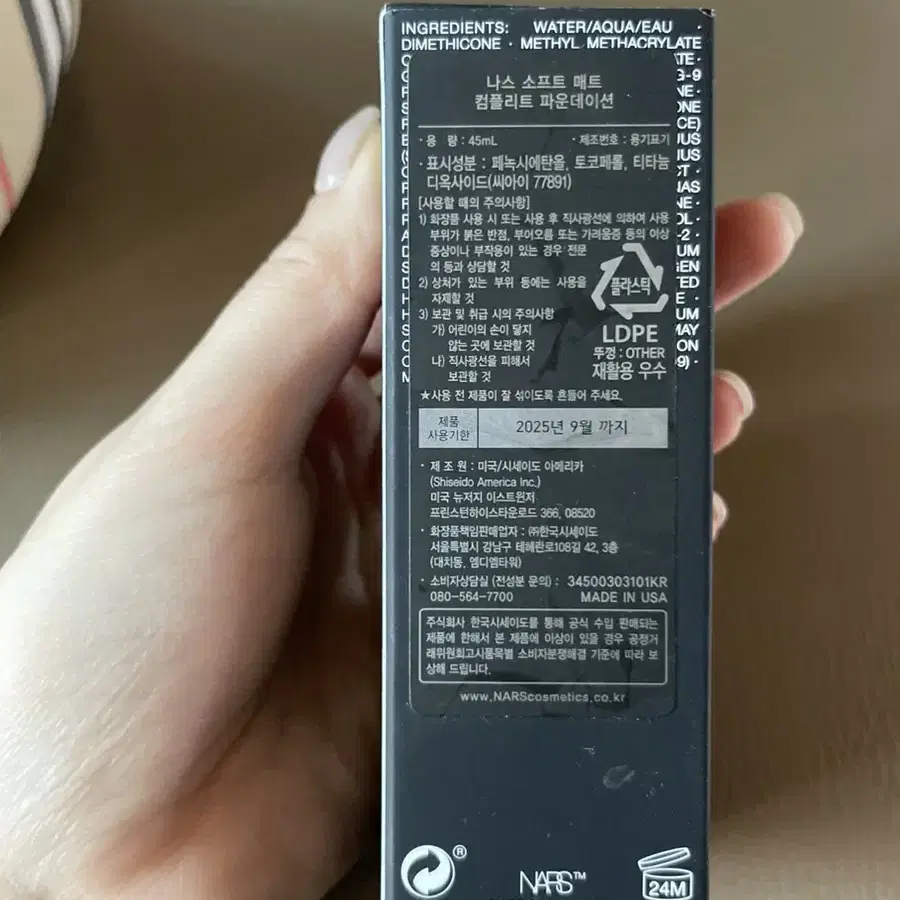 INGREDIENTS: WATER/AQUA/EAU ·
DIMETHICONE · METHYL METHACRYLATE
나스 소프트 매트
컴플리트 파운데이션
· 용 량 : 45mL · 제조번호 : 용기표기
· 표시성분 : 페녹시에탄올, 토코페롤, 티타늄
디옥사이드(씨아이 77891)
[사용할 때의 주의사항]
1) 화장품 사용 시 또는 사용 후 직사광선에 의하여 사용
부위가 붉은 반점, 부어오름 또는 가려움증 등의 이상
증상이나 부작용이 있는 경우 전문
의 등과 상담할 것
2) 상처가 있는 부위 등에는 사용을
자제할 것
3) 보관 및 취급 시의 주의사항
가) 어린이의 손이 닿지
않는 곳에 보관할 것
나) 직사광선을 피해서
보관할 것
플라스틱
LDPE
뚜껑 : OTHER
재활용 우수
★사용 전 제품이 잘 섞이도록 흔들어 주세요.
제품
사용기한
2025년 9월 까지
· 제 조 원 : 미국/시세이도 아메리카
(Shiseido America Inc.)
미국 뉴저지 이스트윈저
프린스턴하이스타운로드 366, 08520
· 화장품책임판매업자 : ㈜한국시세이도
서울특별시 강남구 테헤란로108길 42, 3층
(대치동, 엠디엠타워)
· 소비자상담실 (전성분 문의) : 34500303101KR
080-564-7700 MADE IN USA
주식회사 한국시세이도를 통해 공식 수입 판매되는
제품에 한해서 본 제품에 이상이 있을 경우 공정거
래위원회고시품목별 소비자분쟁해결 기준에 따라 보
상해 드립니다.
www.NARScosmetics.co.kr
NARS™
24M